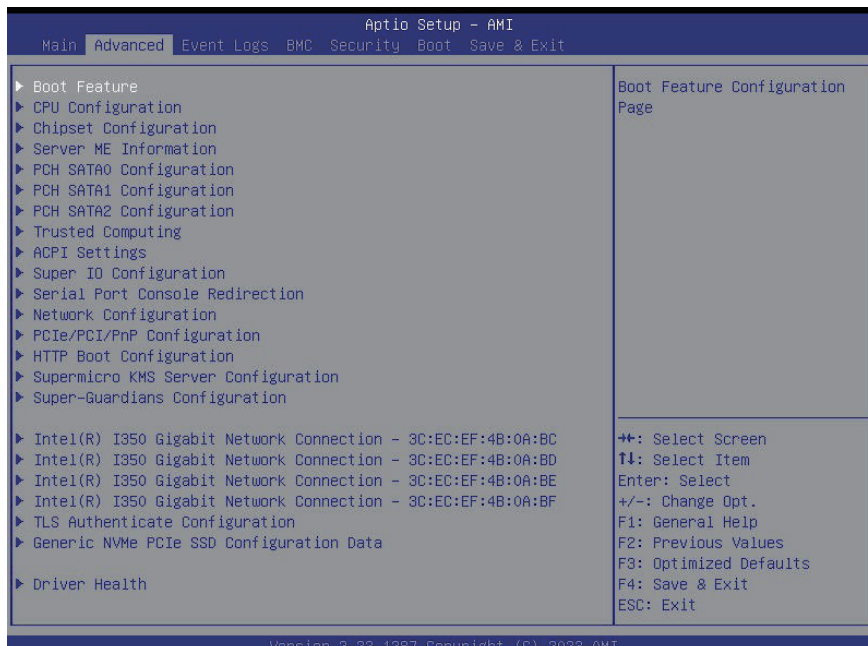 Aptio Setup - AMI
Main Advanced Event Logs BMC Security Boot Save & Exit
▶ Boot Feature
▶ CPU Configuration
▶ Chipset Configuration
▶ Server ME Information
▶ PCH SATA0 Configuration
▶ PCH SATA1 Configuration
▶ PCH SATA2 Configuration
▶ Trusted Computing
▶ ACPI Settings
▶ Super IO Configuration
▶ Serial Port Console Redirection
▶ Network Configuration
▶ PCIe/PCI/PnP Configuration
▶ HTTP Boot Configuration
▶ Supermicro KMS Server Configuration
▶ Super-Guardians Configuration
▶ Intel(R) I350 Gigabit Network Connection - 3C:EC:EF:4B:0A:BC
▶ Intel(R) I350 Gigabit Network Connection - 3C:EC:EF:4B:0A:BD
▶ Intel(R) I350 Gigabit Network Connection - 3C:EC:EF:4B:0A:BE
▶ Intel(R) I350 Gigabit Network Connection - 3C:EC:EF:4B:0A:BF
▶ TLS Authenticate Configuration
▶ Generic NVMe PCIe SSD Configuration Data
▶ Driver Health
Boot Feature Configuration
Page
→←: Select Screen
↑↓: Select Item
Enter: Select
+/-: Change Opt.
F1: General Help
F2: Previous Values
F3: Optimized Defaults
F4: Save & Exit
ESC: Exit
Version Copyright (C) AMI